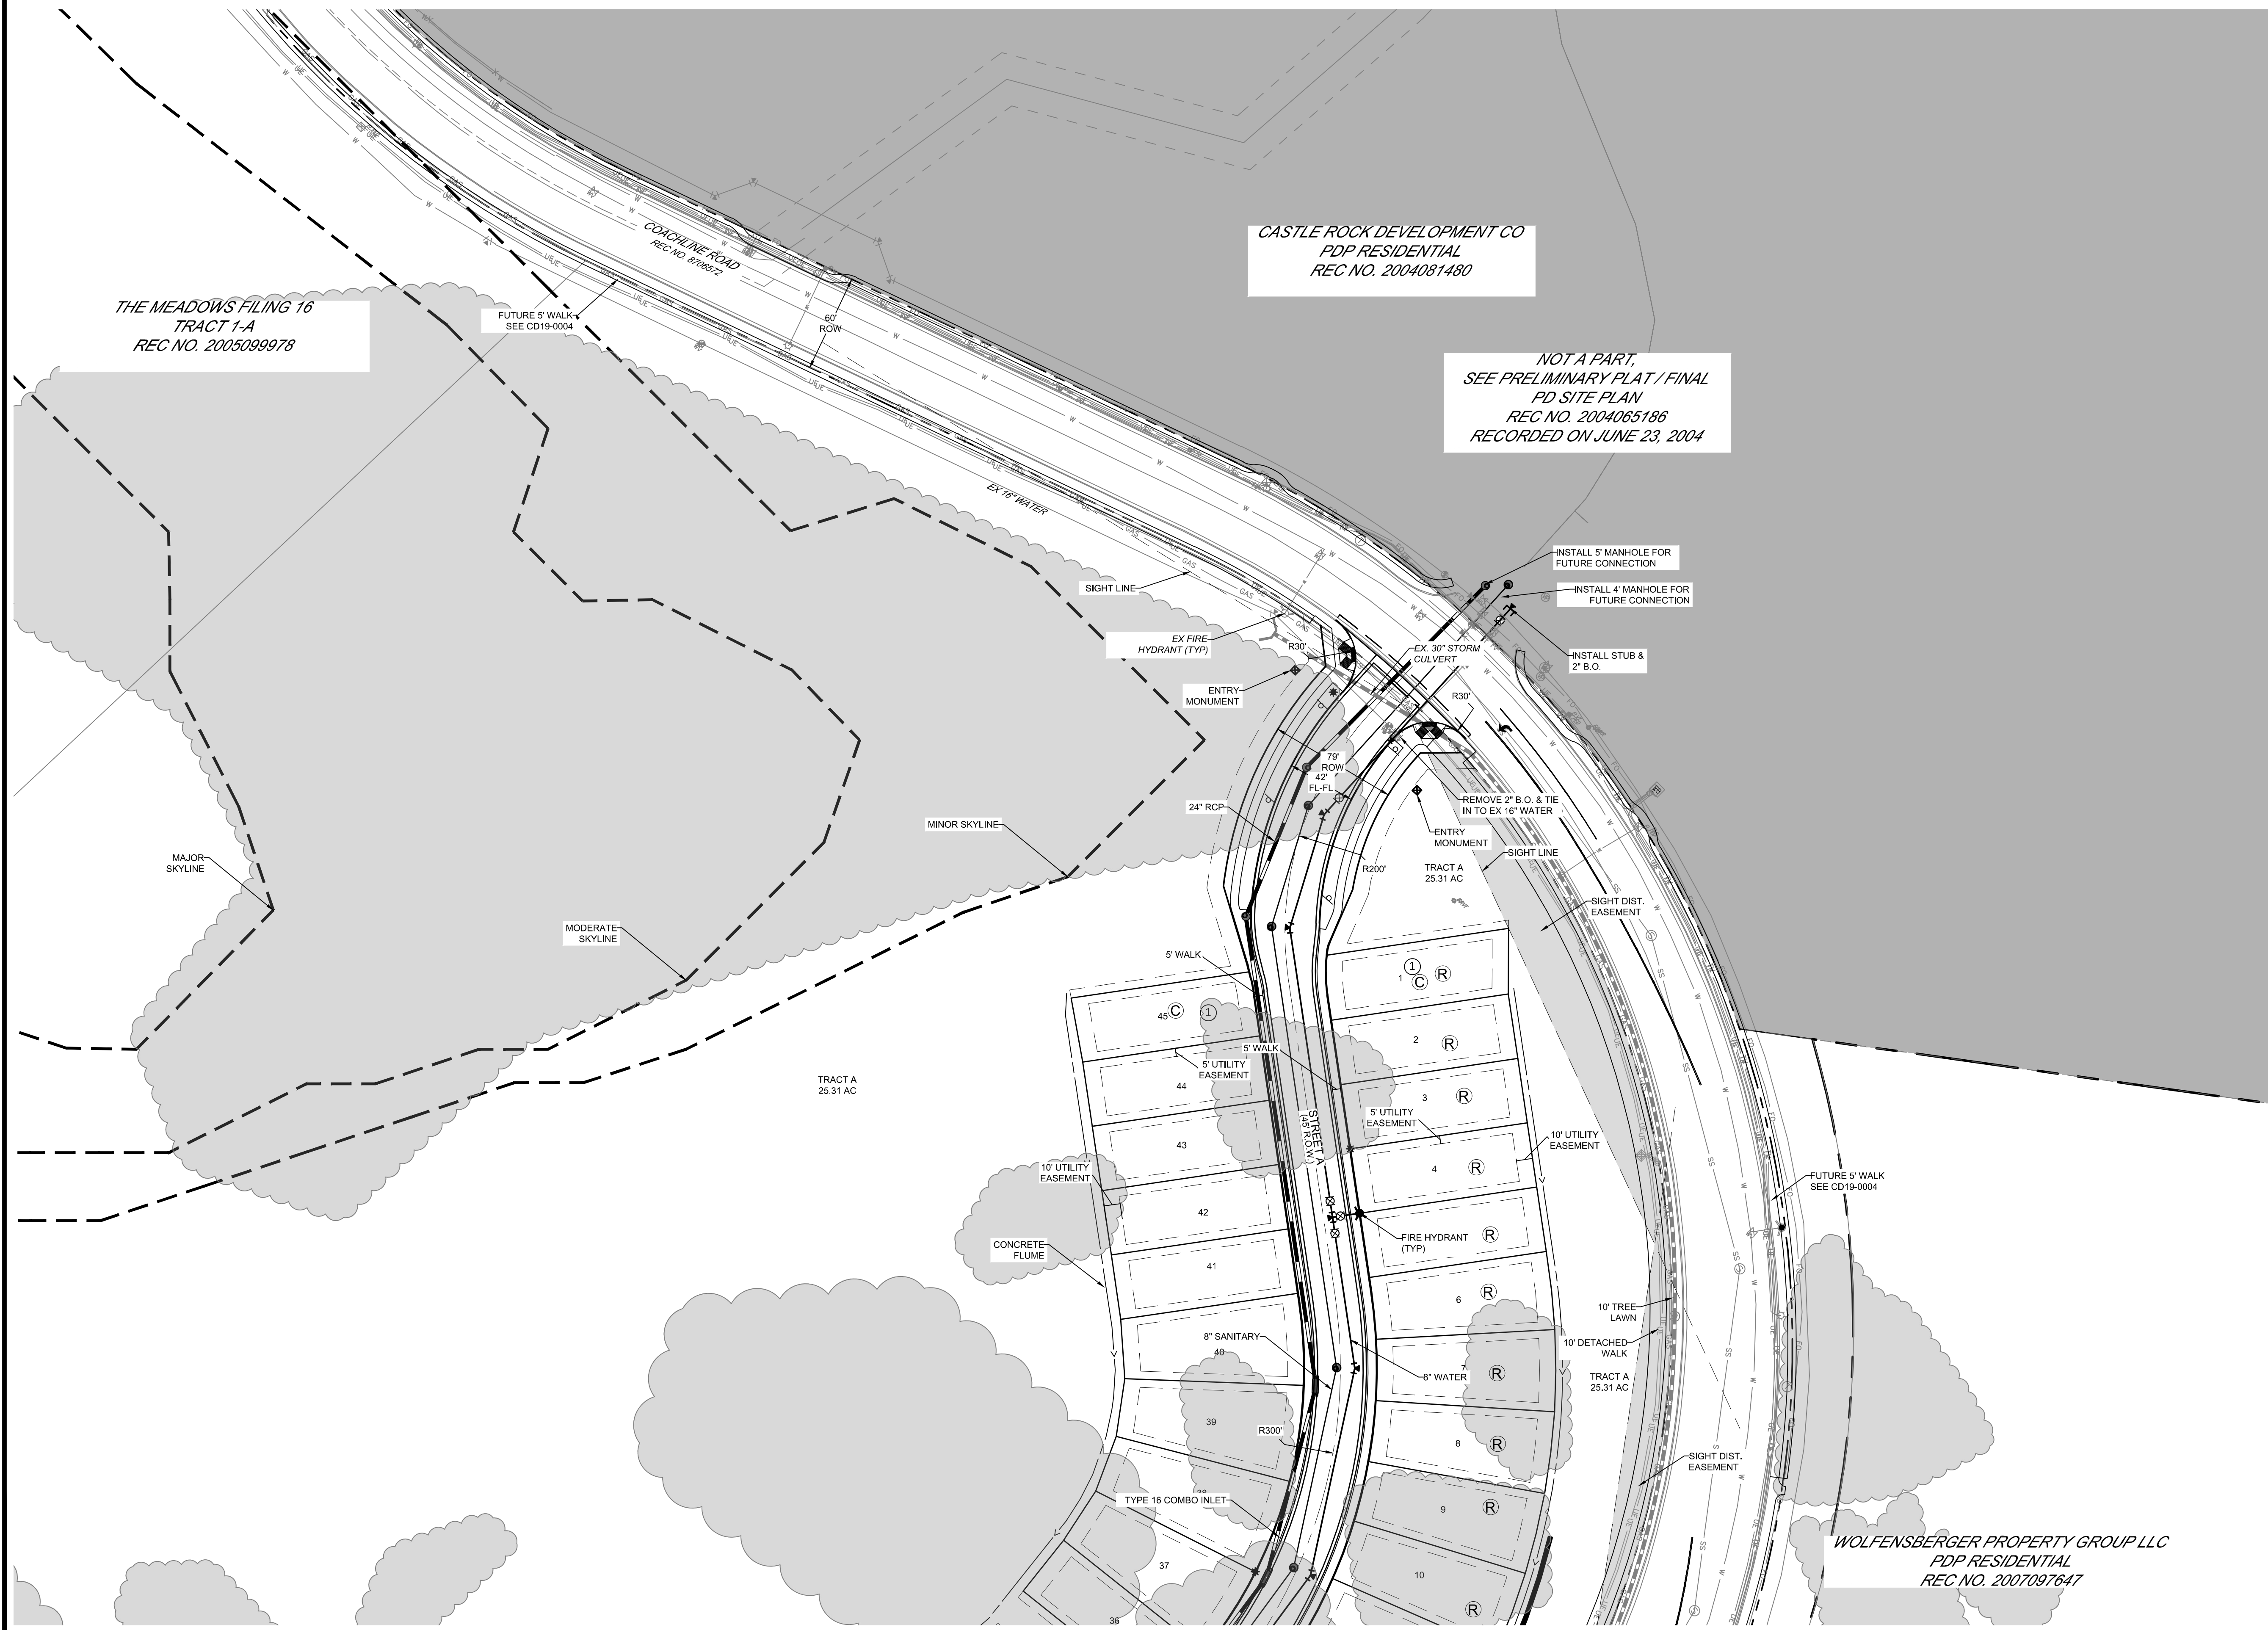 COACHLINE ROAD
REC NO. 8706572
CASTLE ROCK DEVELOPMENT CO
PDP RESIDENTIAL
REC NO. 2004081480
THE MEADOWS FILING 16
TRACT 1-A
REC NO. 2005099978
FUTURE 5' WALK
SEE CD19-0004
60'
ROW
NOT A PART,
SEE PRELIMINARY PLAT / FINAL
PD SITE PLAN
REC NO. 2004065186
RECORDED ON JUNE 23, 2004
EX 16" WATER
INSTALL 5' MANHOLE FOR
FUTURE CONNECTION
SIGHT LINE
INSTALL 4' MANHOLE FOR
FUTURE CONNECTION
EX FIRE
HYDRANT (TYP)
R30'
EX. 30" STORM
CULVERT
INSTALL STUB &
2" B.O.
ENTRY
MONUMENT
R30'
79'
ROW
42'
FL-FL
24" RCP
REMOVE 2" B.O. & TIE
IN TO EX 16" WATER
MINOR SKYLINE
ENTRY
MONUMENT
SIGHT LINE
MAJOR
SKYLINE
R200'
TRACT A
25.31 AC
SIGHT DIST.
EASEMENT
MODERATE
SKYLINE
5' WALK
1
1 C R
45 C 1
2 R
5' WALK
5' UTILITY
EASEMENT
44
TRACT A
25.31 AC
3 R
5' UTILITY
EASEMENT
STREET A
(45' R.O.W.)
43
10' UTILITY
EASEMENT
10' UTILITY
EASEMENT
4 R
FUTURE 5' WALK
SEE CD19-0004
42
CONCRETE
FLUME
FIRE HYDRANT
(TYP)
R
41
6 R
10' TREE
LAWN
8" SANITARY
40
10' DETACHED
WALK
7 R
8" WATER
TRACT A
25.31 AC
39
R300'
8 R
SIGHT DIST.
EASEMENT
38
TYPE 16 COMBO INLET
9 R
WOLFENSBERGER PROPERTY GROUP LLC
PDP RESIDENTIAL
REC NO. 2007097647
37
10
R
36